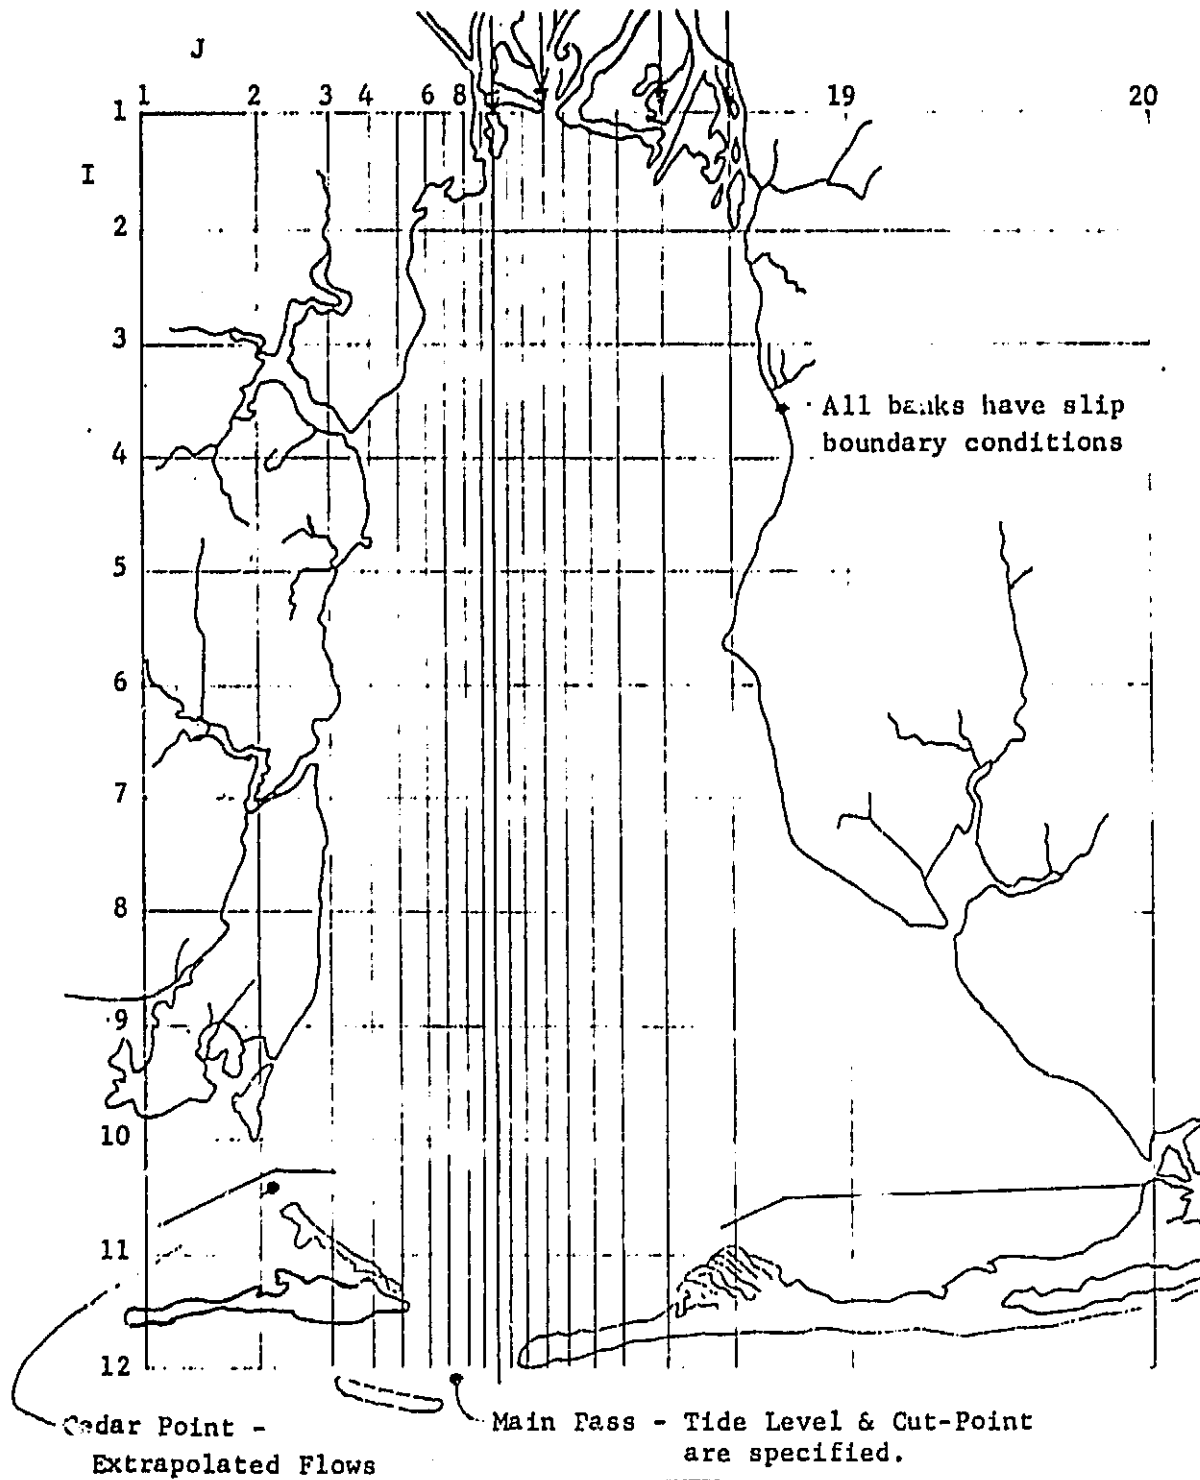 J
1 2 3 4 6 8 19 20
1
I
2
3
All banks have slip
boundary conditions
4
5
6
7
8
9
10
11
12
Cedar Point -
Extrapolated Flows
Main Pass - Tide Level & Cut-Point
are specified.